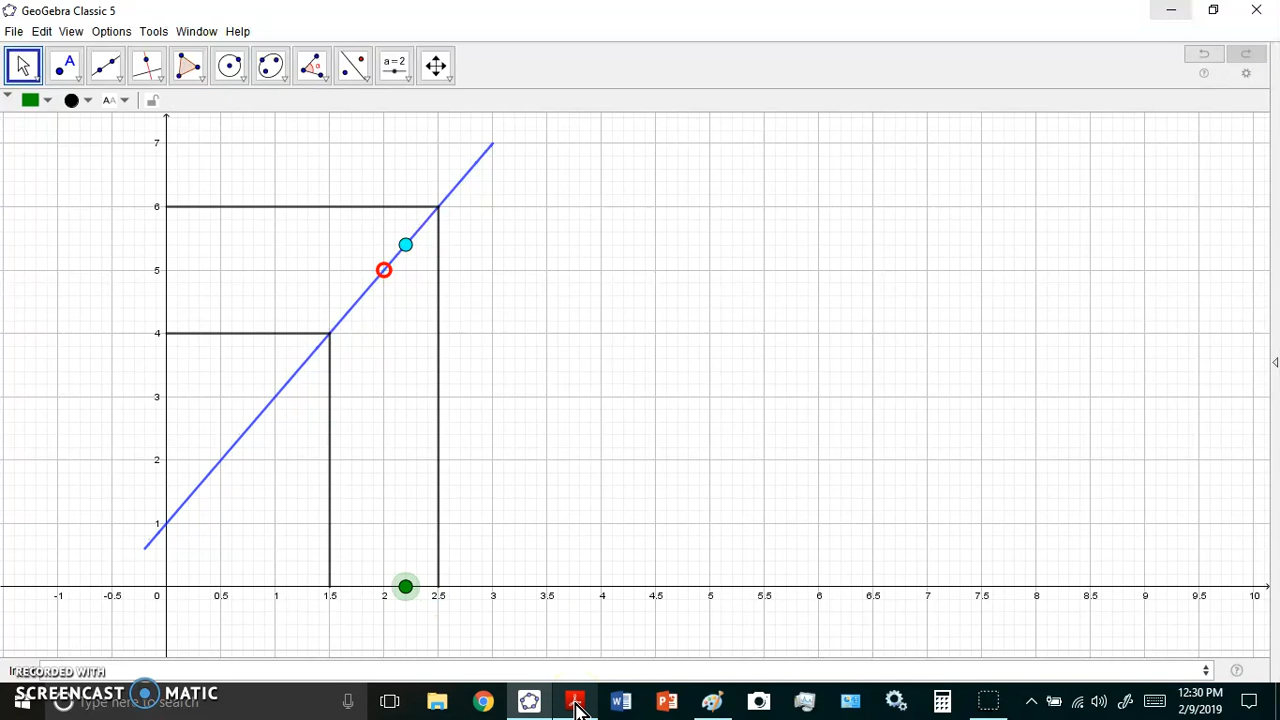 GeoGebra Classic 5
File Edit View Options Tools Window Help
A
α
a = 2
AA
7
6
5
4
3
2
1
-1 -0.5 0 0.5 1 1.5 2 2.5 3 3.5 4 4.5 5 5.5 6 6.5 7 7.5 8 8.5 9 9.5 10
RECORDED WITH
SCREENCAST MATIC
Type here to search
12:30 PM
2/9/2019